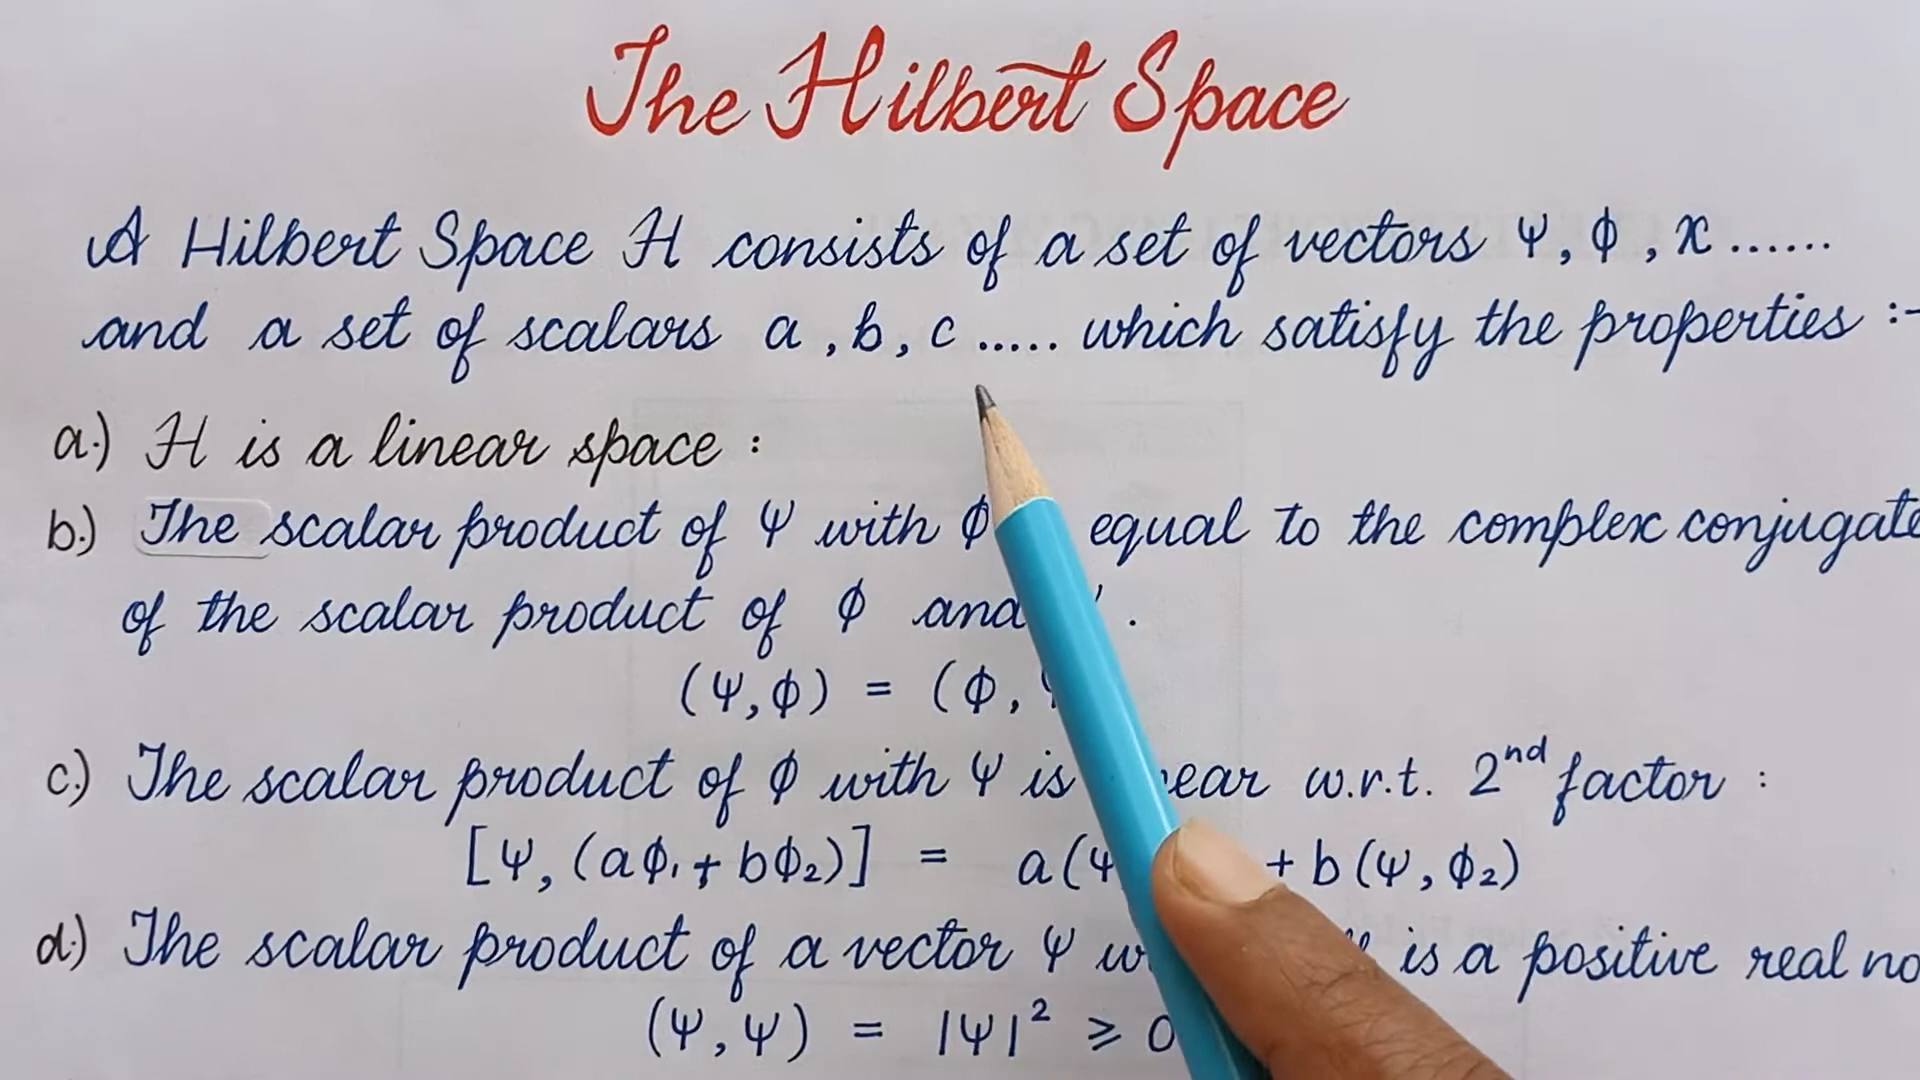 The Hilbert Space
A Hilbert Space H consists of a set of vectors Ψ, Φ, x ......
and a set of scalars a, b, c ..... which satisfy the properties :-
a.) H is a linear space :
b.) The scalar product of Ψ with Φ equal to the complex conjugate
of the scalar product of Φ and .
(Ψ,Φ) = (Φ,
c.) The scalar product of Φ with Ψ is w.r.t. 2nd factor :
[Ψ, (aΦ₁ + bΦ₂)] = a(Ψ + b(Ψ, Φ₂)
d.) The scalar product of a vector Ψ is a positive real no
(Ψ, Ψ) = |Ψ|² ⩾ 0